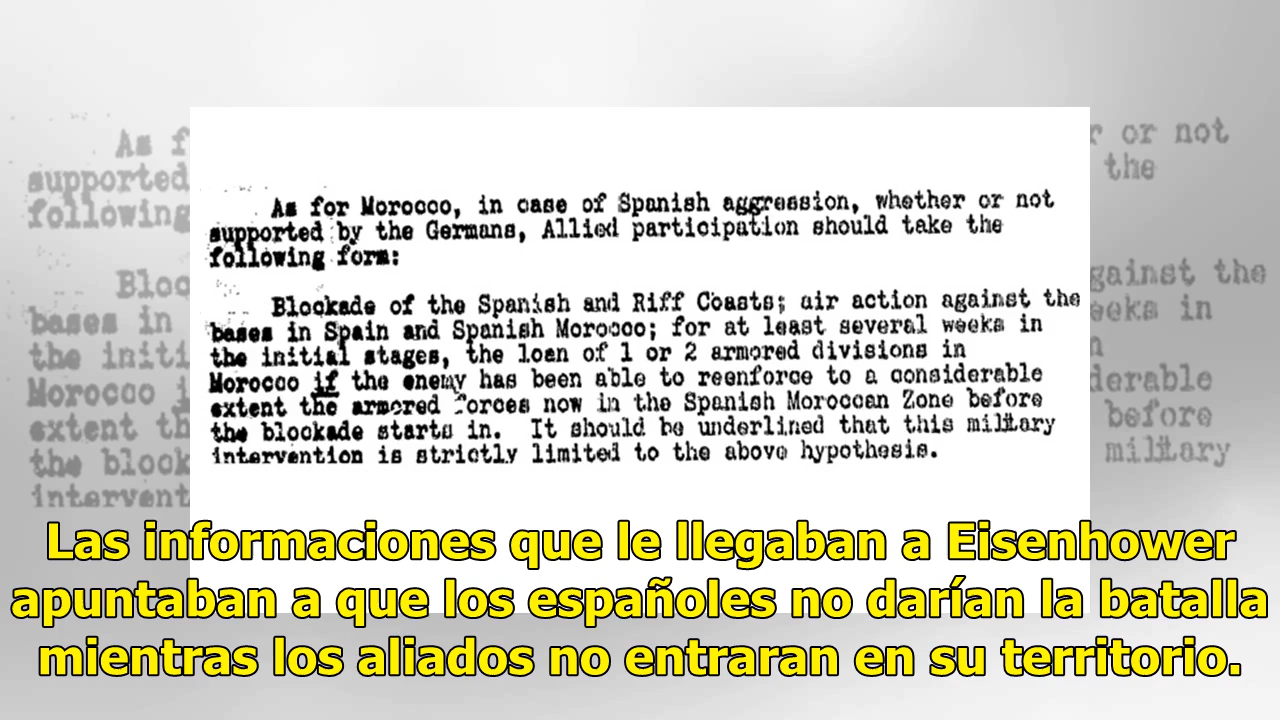 As for Morocco, in case of Spanish aggression, whether or not
supported by the Germans, Allied participation should take the
following form:
Blockade of the Spanish and Riff Coasts; air action against the
bases in Spain and Spanish Morocco; for at least several weeks in
the initial stages, the loan of 1 or 2 armored divisions in
Morocco if the enemy has been able to reenforce to a considerable
extent the armored forces now in the Spanish Moroccan Zone before
the blockade starts in. It should be underlined that this military
intervention is strictly limited to the above hypothesis.
Las informaciones que le llegaban a Eisenhower
apuntaban a que los españoles no darían la batalla
mientras los aliados no entraran en su territorio.